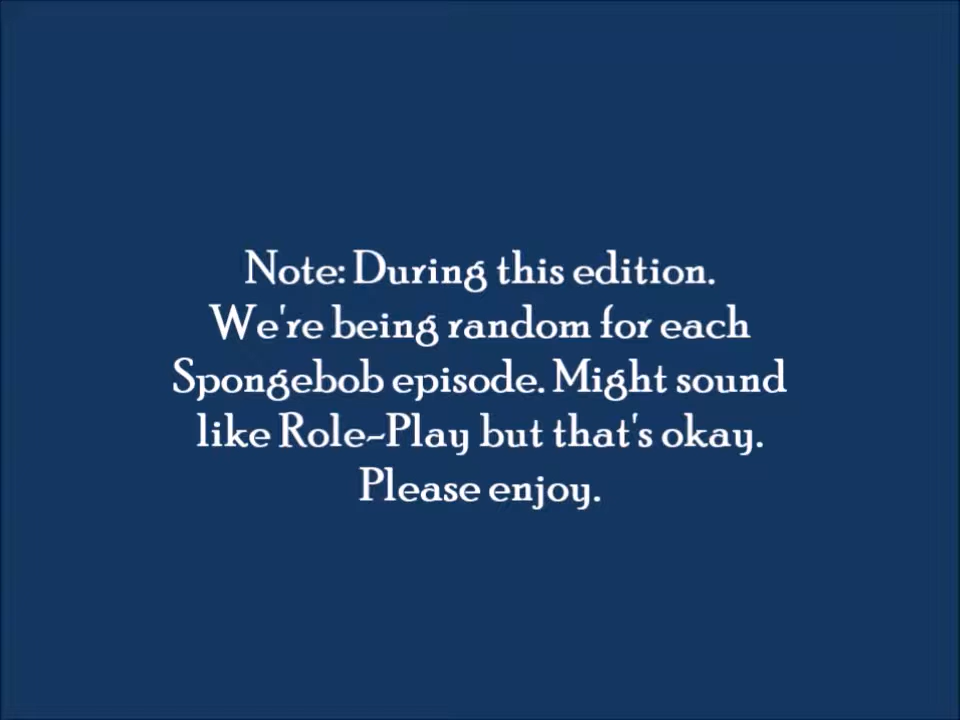 Note: During this edition.
We're being random for each
Spongebob episode. Might sound
like Role-Play but that's okay.
Please enjoy.